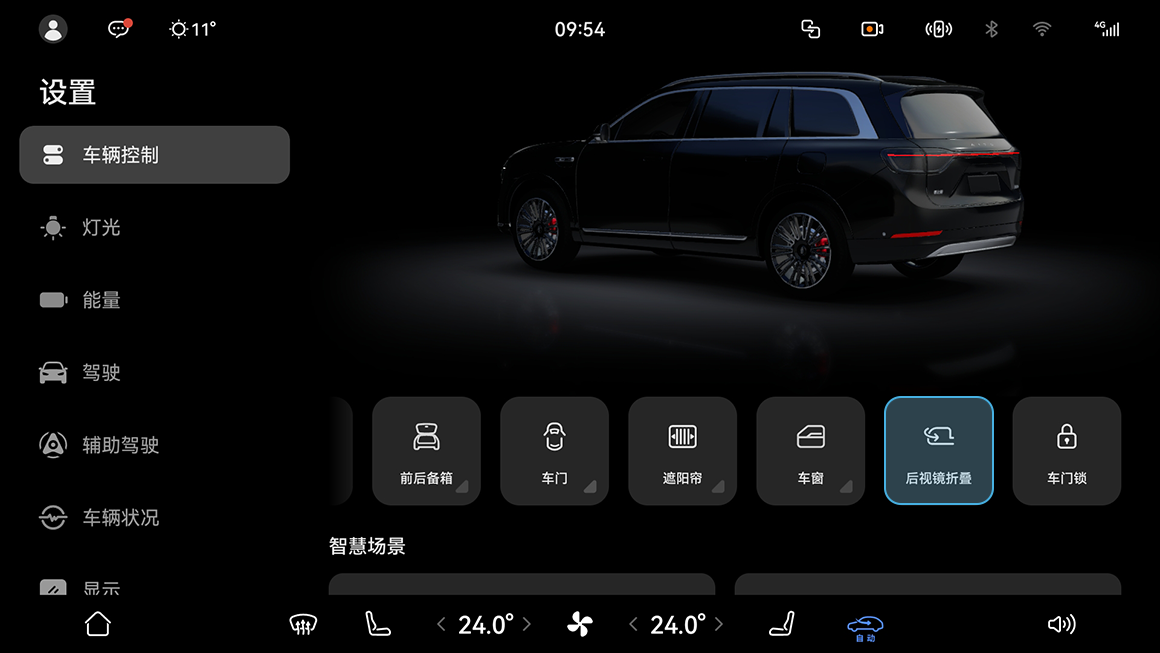 11°
09:54
4G
设置
车辆控制
灯光
能量
驾驶
辅助驾驶
车辆状况
显示
前后备箱
车门
遮阳帘
车窗
后视镜折叠
车门锁
智慧场景
24.0°
24.0°
自动